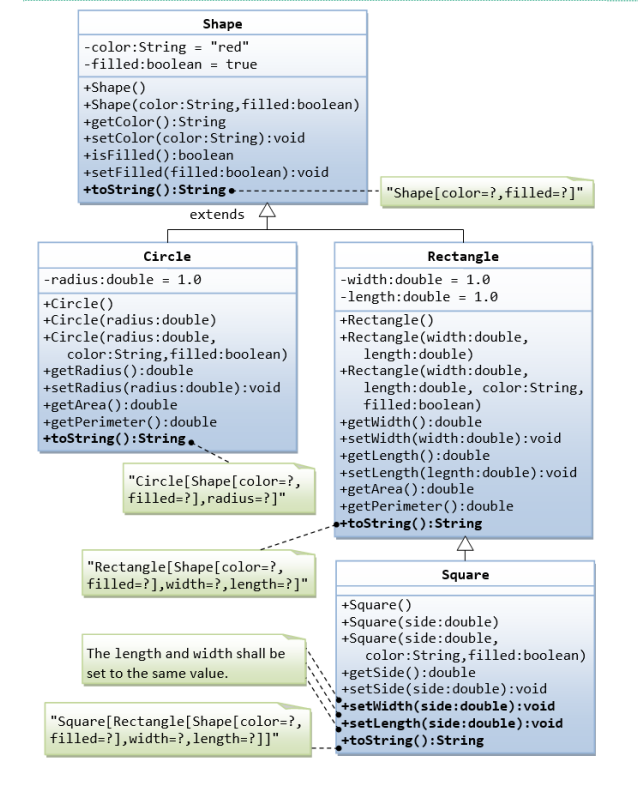 Shape
-color:String = "red"
-filled:boolean = true
+Shape()
+Shape(color:String,filled:boolean)
+getColor():String
+setColor(color:String):void
+isFilled():boolean
+setFilled(filled:boolean):void
+toString():String
"Shape[color=?,filled=?]"
extends
Circle
-radius:double = 1.0
+Circle()
+Circle(radius:double)
+Circle(radius:double,
color:String,filled:boolean)
+getRadius():double
+setRadius(radius:double):void
+getArea():double
+getPerimeter():double
+toString():String
"Circle[Shape[color=?,
filled=?],radius=?]"
Rectangle
-width:double = 1.0
-length:double = 1.0
+Rectangle()
+Rectangle(width:double,
length:double)
+Rectangle(width:double,
length:double, color:String,
filled:boolean)
+getWidth():double
+setWidth(width:double):void
+getLength():double
+setLength(legnth:double):void
+getArea():double
+getPerimeter():double
+toString():String
"Rectangle[Shape[color=?,
filled=?],width=?,length=?]"
Square
+Square()
+Square(side:double)
+Square(side:double,
color:String,filled:boolean)
+getSide():double
+setSide(side:double):void
+setWidth(side:double):void
+setLength(side:double):void
+toString():String
The length and width shall be
set to the same value.
"Square[Rectangle[Shape[color=?,
filled=?],width=?,length=?]]"